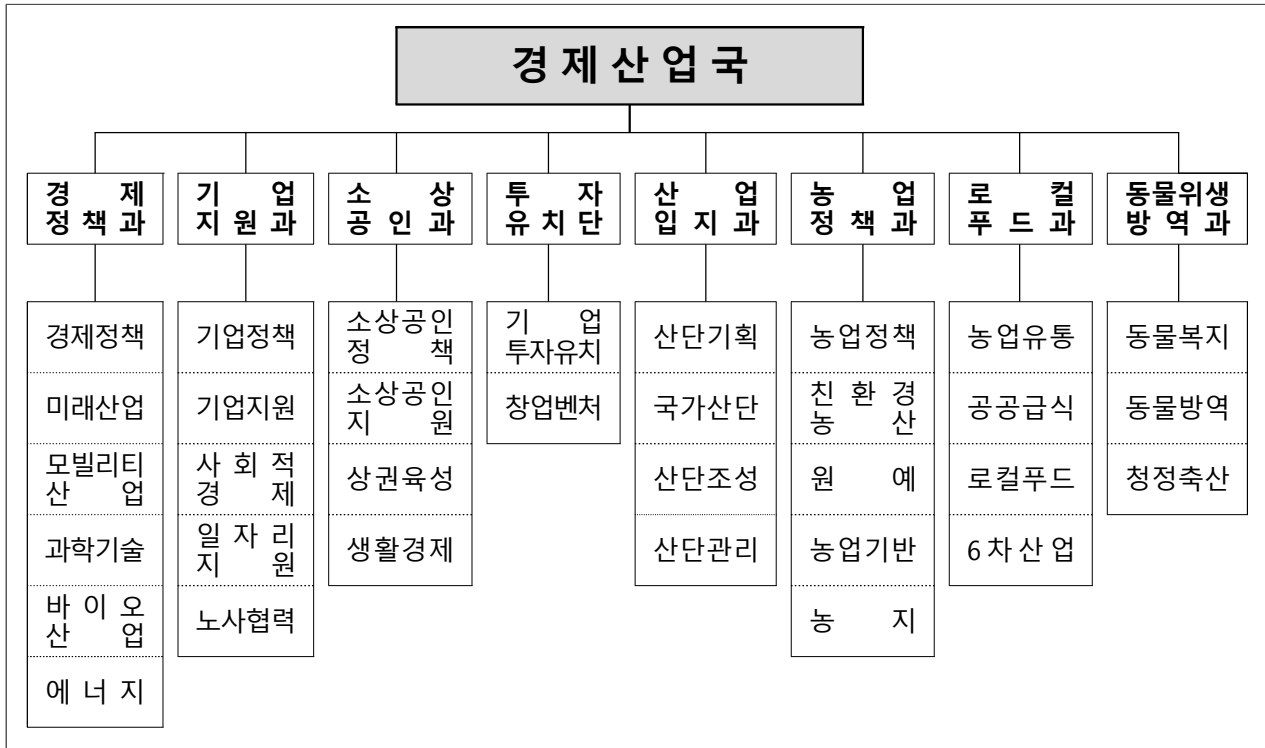 경제산업국
경 제
정책과
기 업
지원과
소 상
공인과
투 자
유치단
산 업
입지과
농 업
정책과
로 컬
푸드과
동물위생
방역과
경제정책
미래산업
모빌리티
산 업
과학기술
바이오
산 업
에너지
기업정책
기업지원
사회적
경 제
일자리
지 원
노사협력
소상공인
정 책
소상공인
지 원
상권육성
생활경제
기 업
투자유치
창업벤처
산단기획
국가산단
산단조성
산단관리
농업정책
친환경
농 산
원 예
농업기반
농 지
농업유통
공공급식
로컬푸드
6차산업
동물복지
동물방역
청정축산